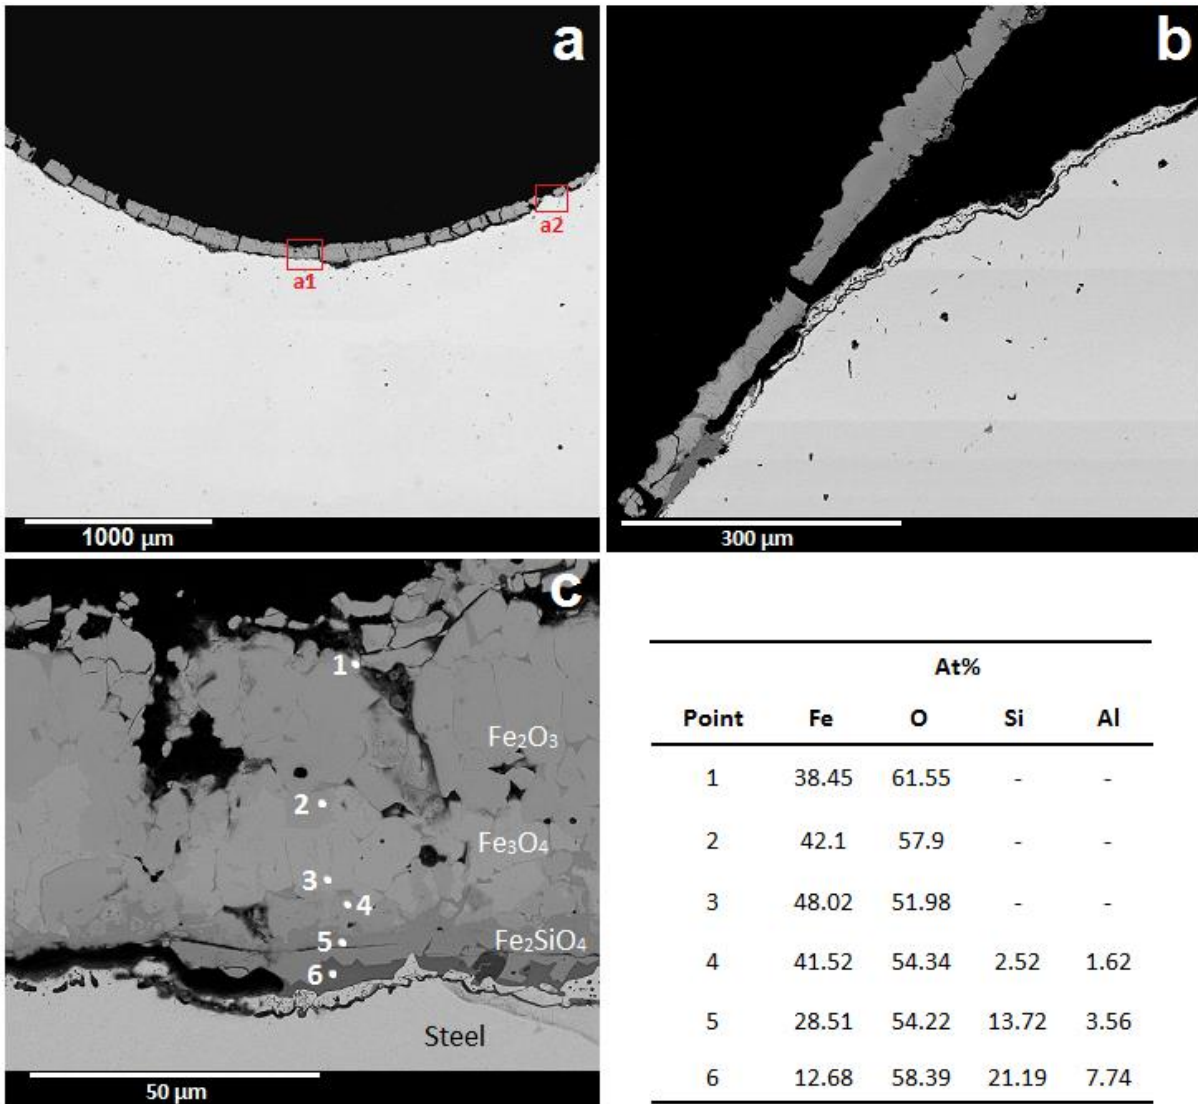 a
a1
a2
1000 µm
b
300 µm
c
1
Fe₂O₃
2
Fe₃O₄
3
4
5
Fe₂SiO₄
6
Steel
50 µm
At%
Point Fe O Si Al
1 38.45 61.55 - -
2 42.1 57.9 - -
3 48.02 51.98 - -
4 41.52 54.34 2.52 1.62
5 28.51 54.22 13.72 3.56
6 12.68 58.39 21.19 7.74